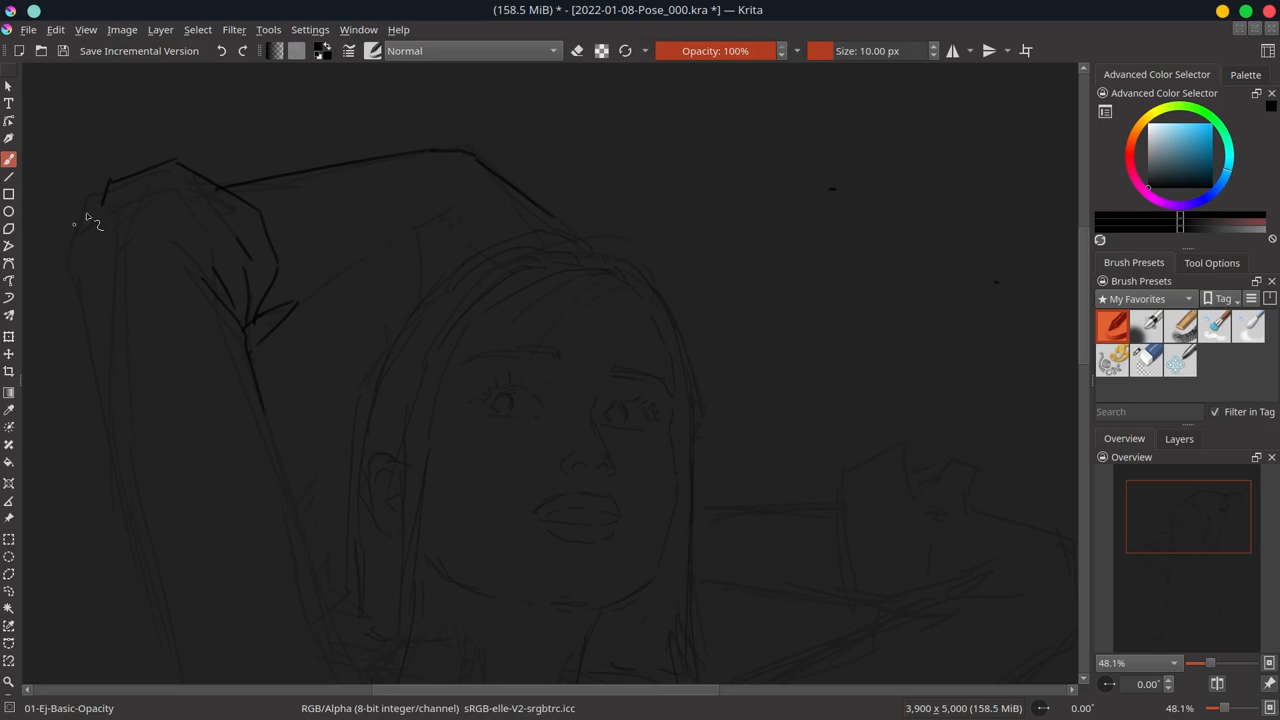 (158.5 MiB) * - [2022-01-08-Pose_000.kra *] — Krita
File Edit View Image Layer Select Filter Tools Settings Window Help
Save Incremental Version Normal Opacity: 100% Size: 10.00 px
Advanced Color Selector Palette
Advanced Color Selector
Brush Presets Tool Options
Brush Presets
My Favorites Tag
Search Filter in Tag
Overview Layers
Overview
48.1%
0.00°
01-Ej-Basic-Opacity RGB/Alpha (8-bit integer/channel) sRGB-elle-V2-srgbtrc.icc 3,900 x 5,000 (158.5 MiB) 0.00° 48.1%